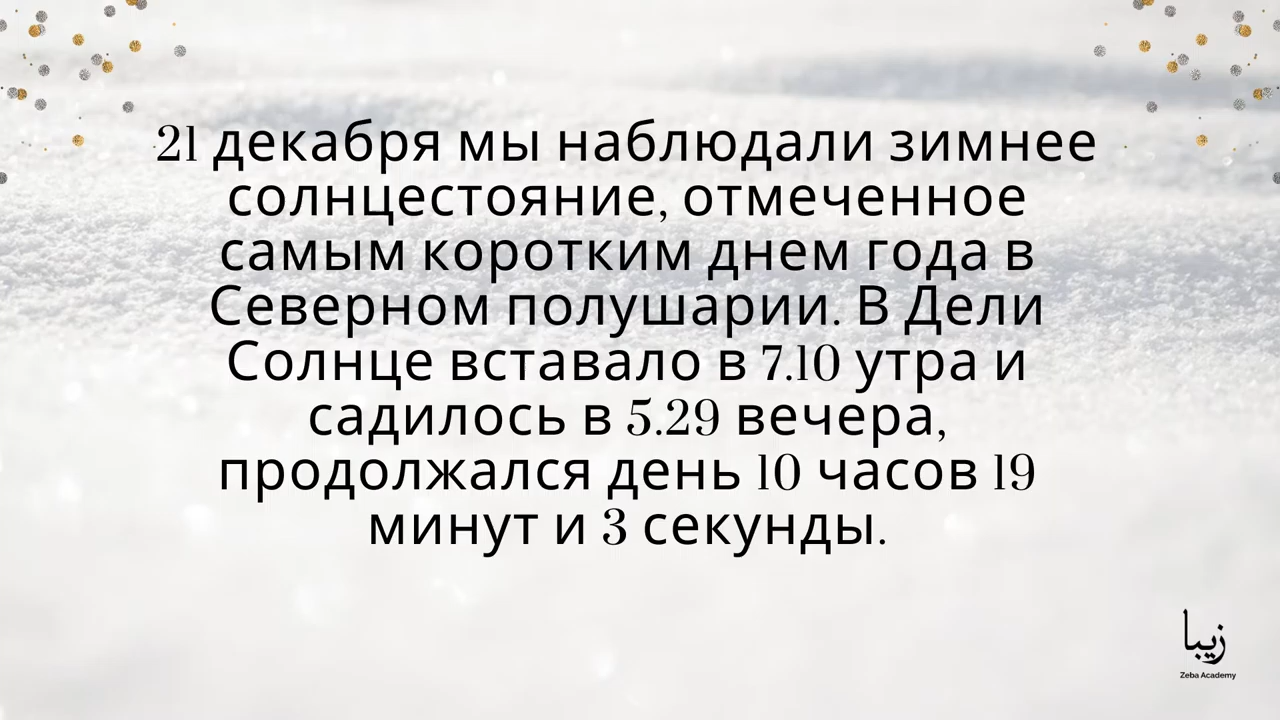 21 декабря мы наблюдали зимнее
солнцестояние, отмеченное
самым коротким днем года в
Северном полушарии. В Дели
Солнце вставало в 7.10 утра и
садилось в 5.29 вечера,
продолжался день 10 часов 19
минут и 3 секунды.
زیبا
Zeba Academy